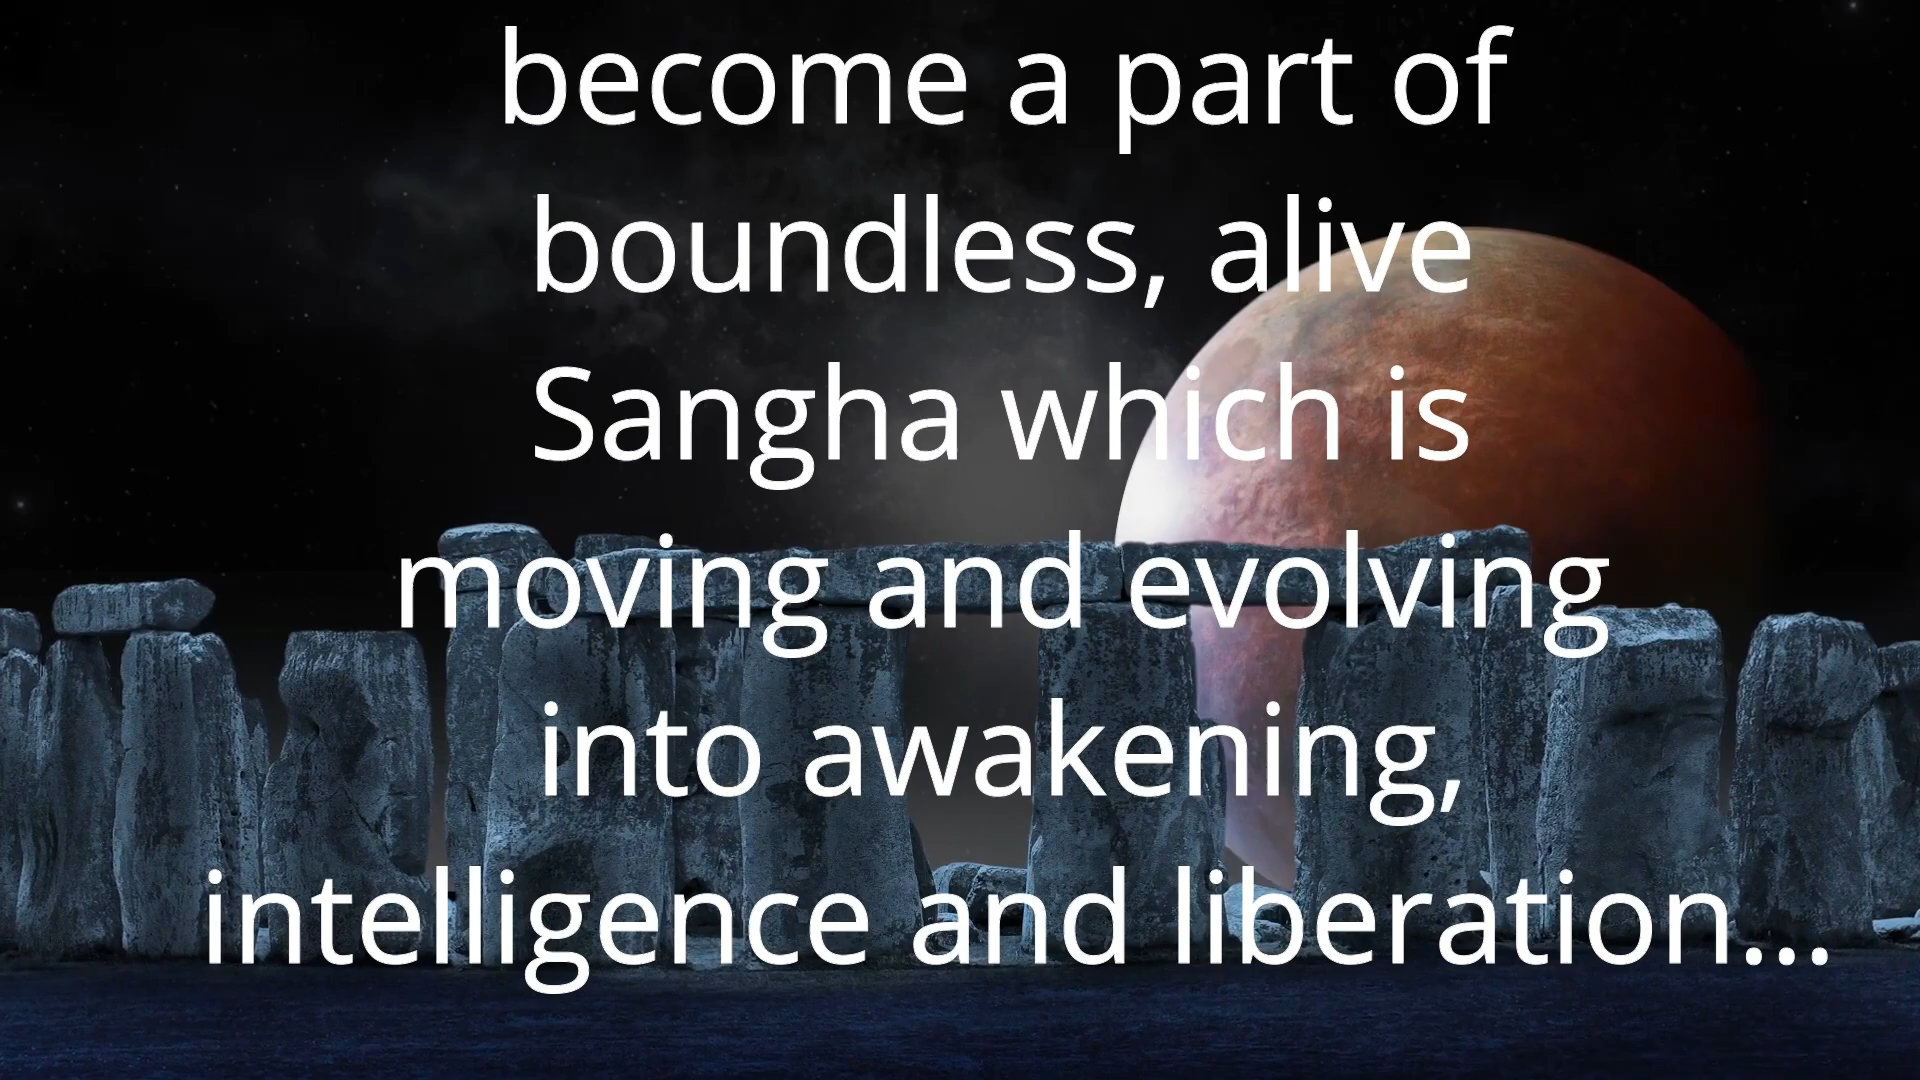 become a part of
boundless, alive
Sangha which is
moving and evolving
into awakening,
intelligence and liberation...